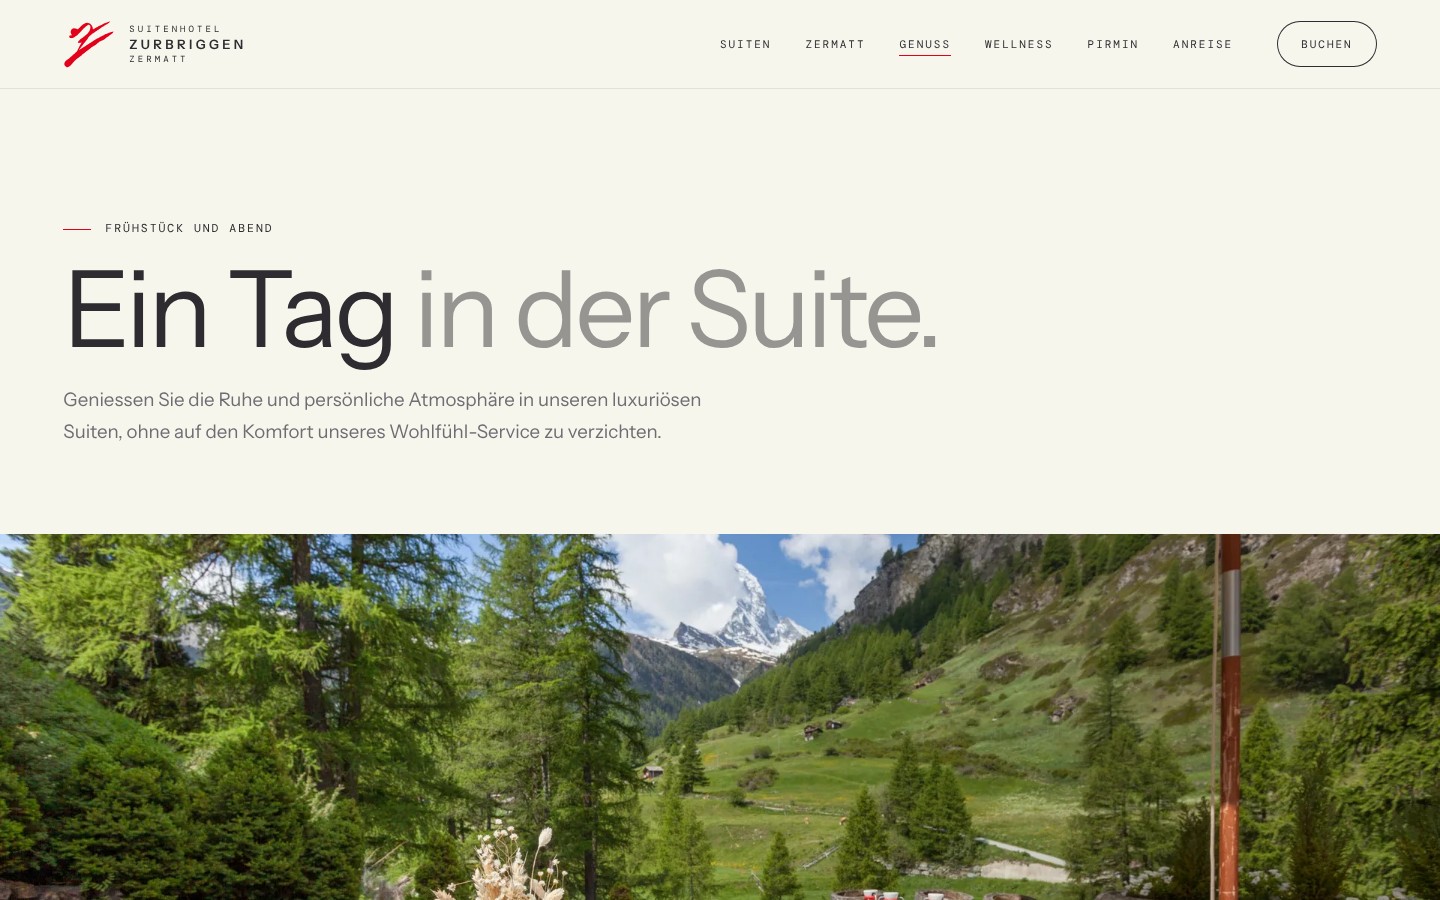 SUITENHOTEL
ZURBRIGGEN
ZERMATT
SUITEN ZERMATT GENUSS WELLNESS PIRMIN ANREISE BUCHEN
FRÜHSTÜCK UND ABEND
Ein Tag in der Suite.
Geniessen Sie die Ruhe und persönliche Atmosphäre in unseren luxuriösen
Suiten, ohne auf den Komfort unseres Wohlfühl-Service zu verzichten.